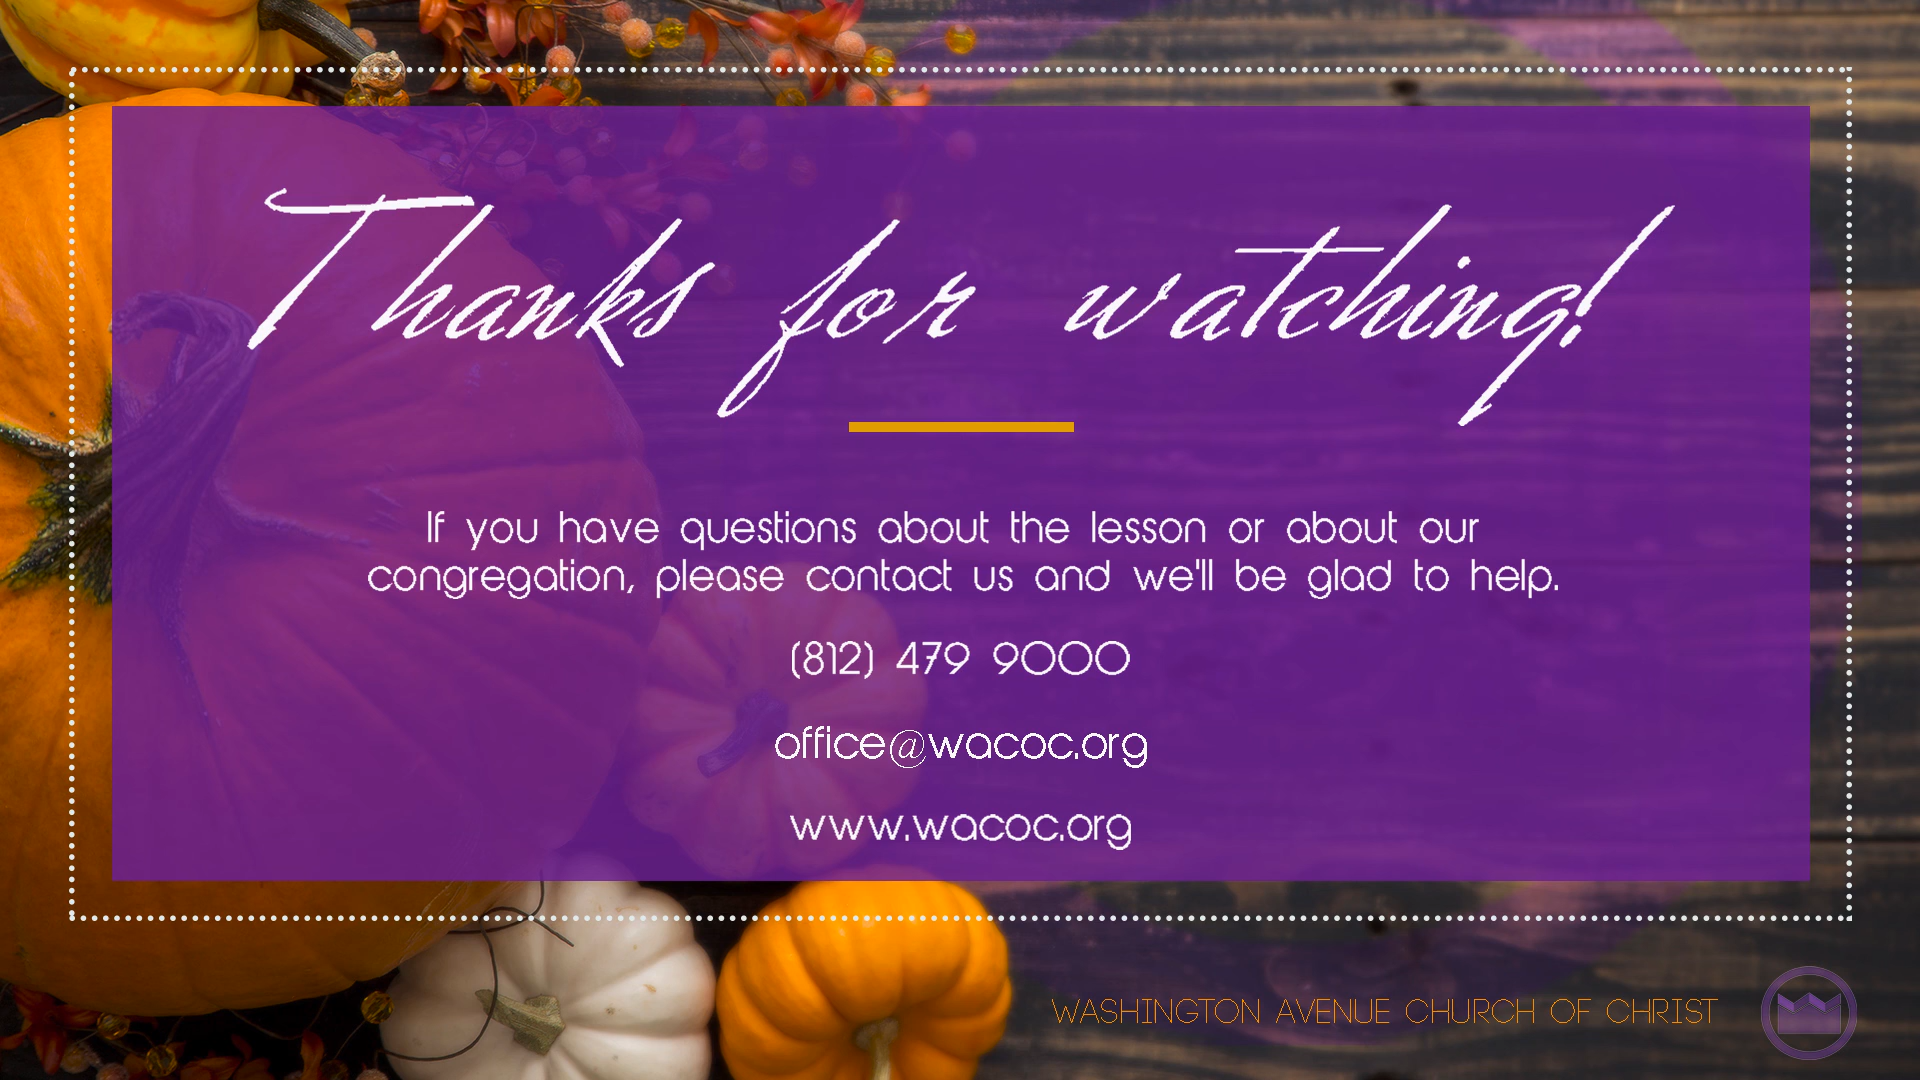 Thanks for watching!
If you have questions about the lesson or about our
congregation, please contact us and we'll be glad to help.
(812) 479 9000
office@wacoc.org
www.wacoc.org
WASHINGTON AVENUE CHURCH OF CHRIST